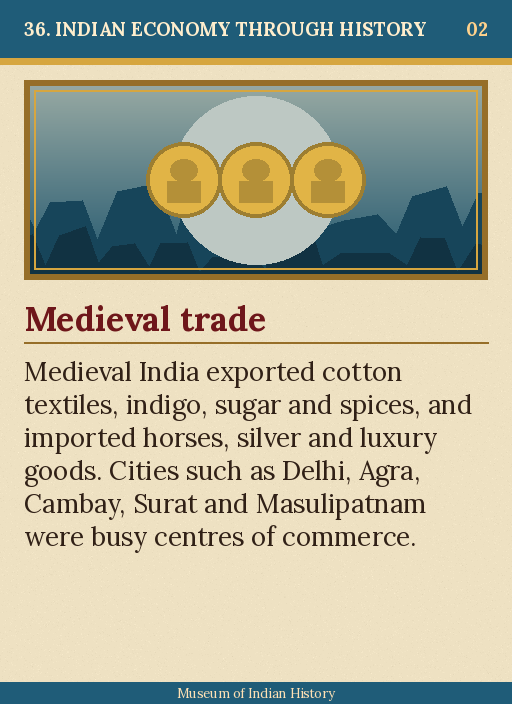 36. INDIAN ECONOMY THROUGH HISTORY 02
Medieval trade
Medieval India exported cotton
textiles, indigo, sugar and spices, and
imported horses, silver and luxury
goods. Cities such as Delhi, Agra,
Cambay, Surat and Masulipatnam
were busy centres of commerce.
Museum of Indian History